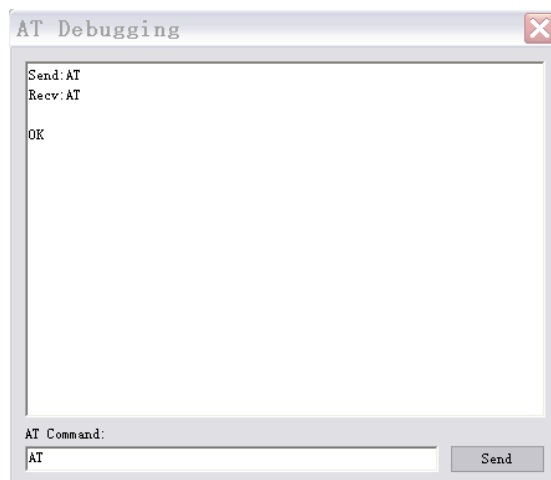 AT Debugging
Send:AT
Recv:AT
OK
AT Command:
AT
Send